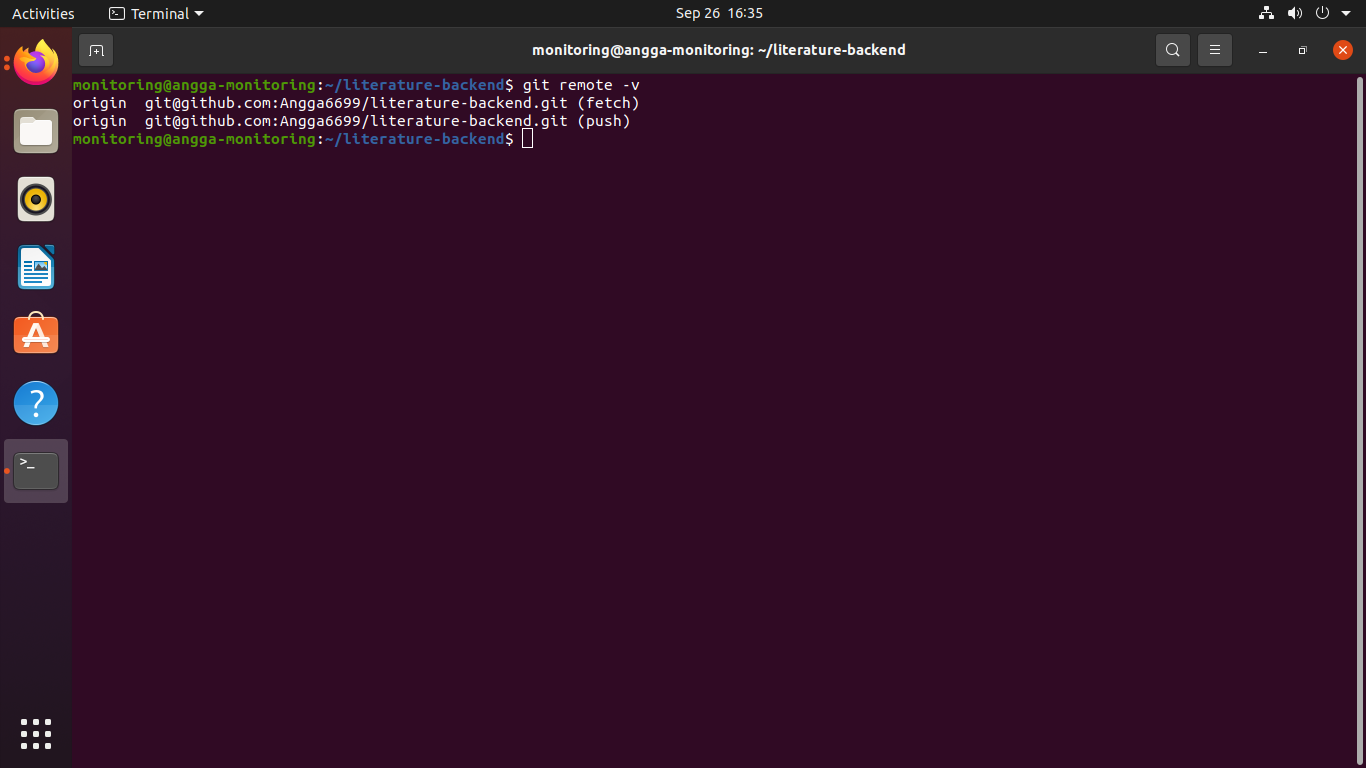 Activities
Terminal
Sep 26 16:35
monitoring@angga-monitoring: ~/literature-backend
monitoring@angga-monitoring:~/literature-backend$ git remote -v
origin  git@github.com:Angga6699/literature-backend.git (fetch)
origin  git@github.com:Angga6699/literature-backend.git (push)
monitoring@angga-monitoring:~/literature-backend$